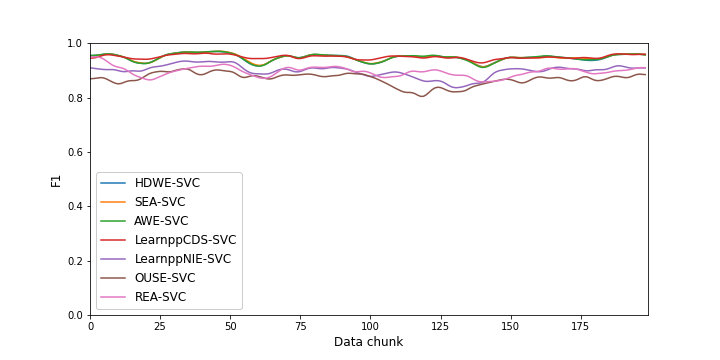 1.0
0.8
0.6
0.4
0.2
0.0
F1
HDWE-SVC
SEA-SVC
AWE-SVC
LearnppCDS-SVC
LearnppNIE-SVC
OUSE-SVC
REA-SVC
0 25 50 75 100 125 150 175
Data chunk